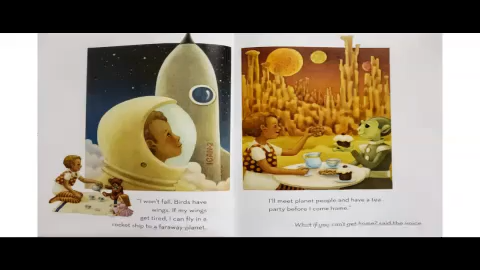 "I won't fall. Birds have
wings. If my wings
get tired, I can fly in a
rocket ship to a faraway planet.
I'll meet planet people and have a tea
party before I come home."
What if you can't get home? said the voice.